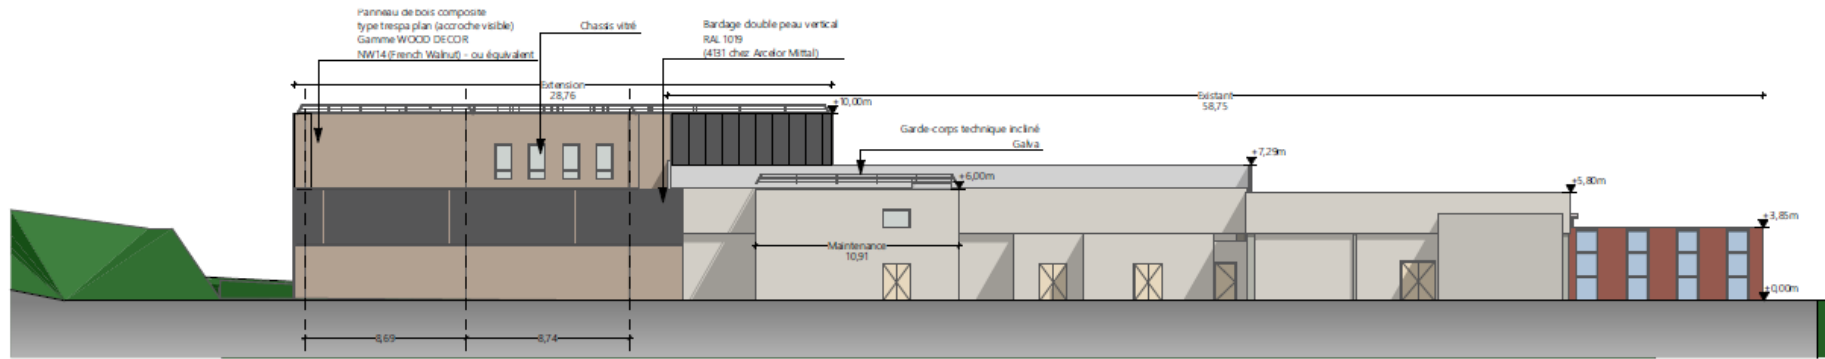 Panneau de bois composite
type trespa plan (accroche visible)
Gamme WOOD DECOR
NW14 (French Walnut) - ou équivalent
Chassis vitré
Bardage double peau vertical
RAL 1019
(4131 chez Arcelor Mittal)
Extension
28,76
Existant
58,75
+10,00m
Garde-corps technique incliné
Galva
+7,29m
+6,00m
+5,80m
+3,85m
Maintenance
10,91
+0,00m
8,69
8,74